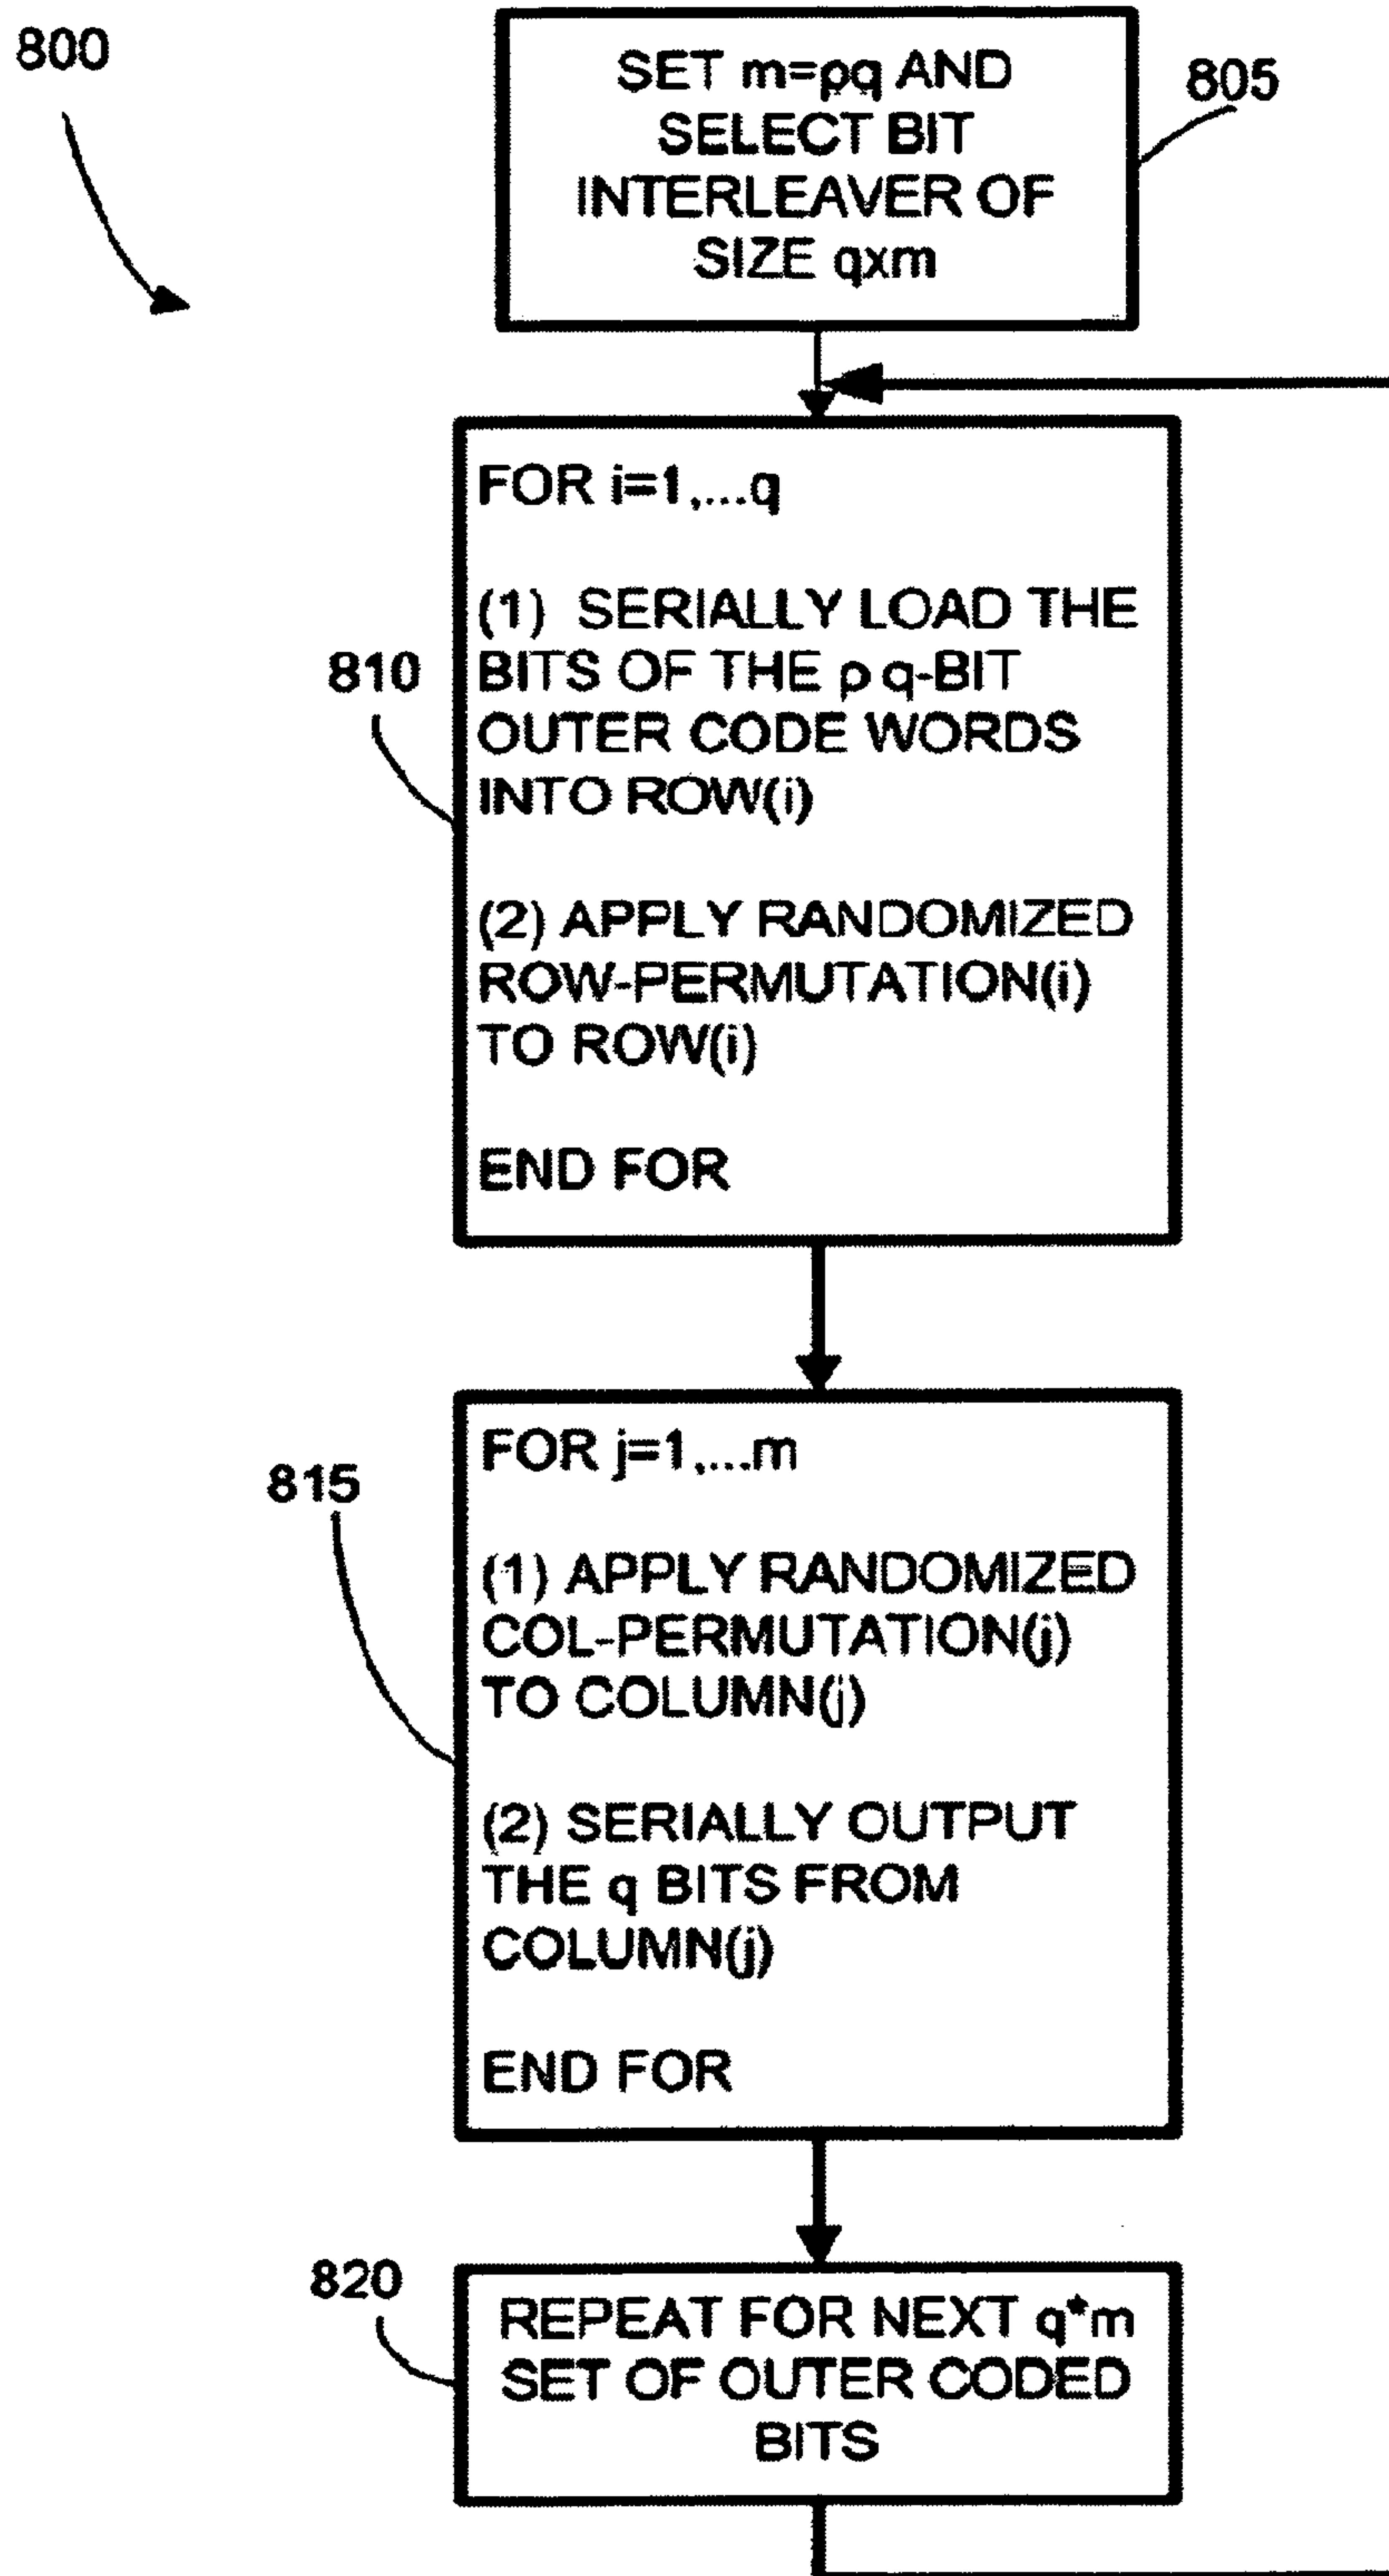 800
SET m=pq AND
SELECT BIT
INTERLEAVER OF
SIZE qxm
805
FOR i=1,...q
(1) SERIALLY LOAD THE
BITS OF THE p q-BIT
OUTER CODE WORDS
INTO ROW(i)
(2) APPLY RANDOMIZED
ROW-PERMUTATION(i)
TO ROW(i)
END FOR
810
FOR j=1,...m
(1) APPLY RANDOMIZED
COL-PERMUTATION(j)
TO COLUMN(j)
(2) SERIALLY OUTPUT
THE q BITS FROM
COLUMN(j)
END FOR
815
820
REPEAT FOR NEXT q*m
SET OF OUTER CODED
BITS